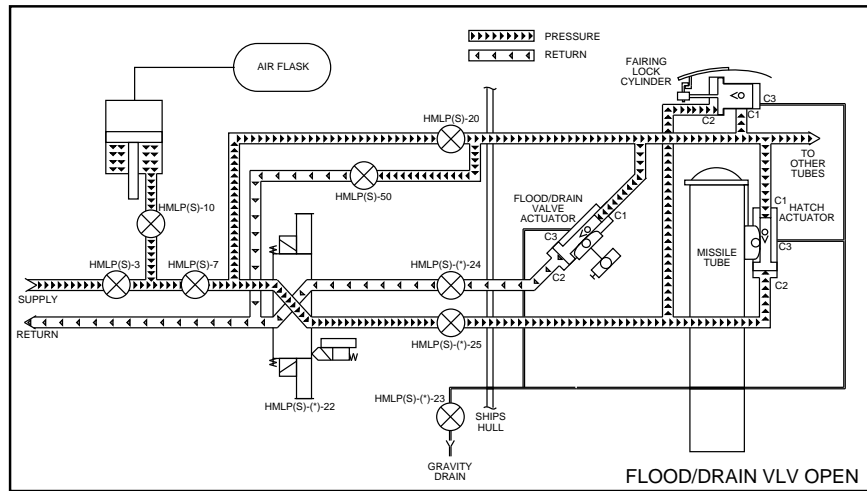 PRESSURE
RETURN
AIR FLASK
FAIRING
LOCK
CYLINDER
C3
C2
C1
HMLP(S)-20
TO
OTHER
TUBES
HMLP(S)-50
FLOOD/DRAIN
VALVE
ACTUATOR
C1
C3
C2
C1
HATCH
ACTUATOR
C3
C2
MISSILE
TUBE
HMLP(S)-10
HMLP(S)-3
HMLP(S)-7
HMLP(S)-(*)-24
SUPPLY
RETURN
HMLP(S)-(*)-25
HMLP(S)-(*)-22
HMLP(S)-(*)-23
SHIPS
HULL
GRAVITY
DRAIN
FLOOD/DRAIN VLV OPEN